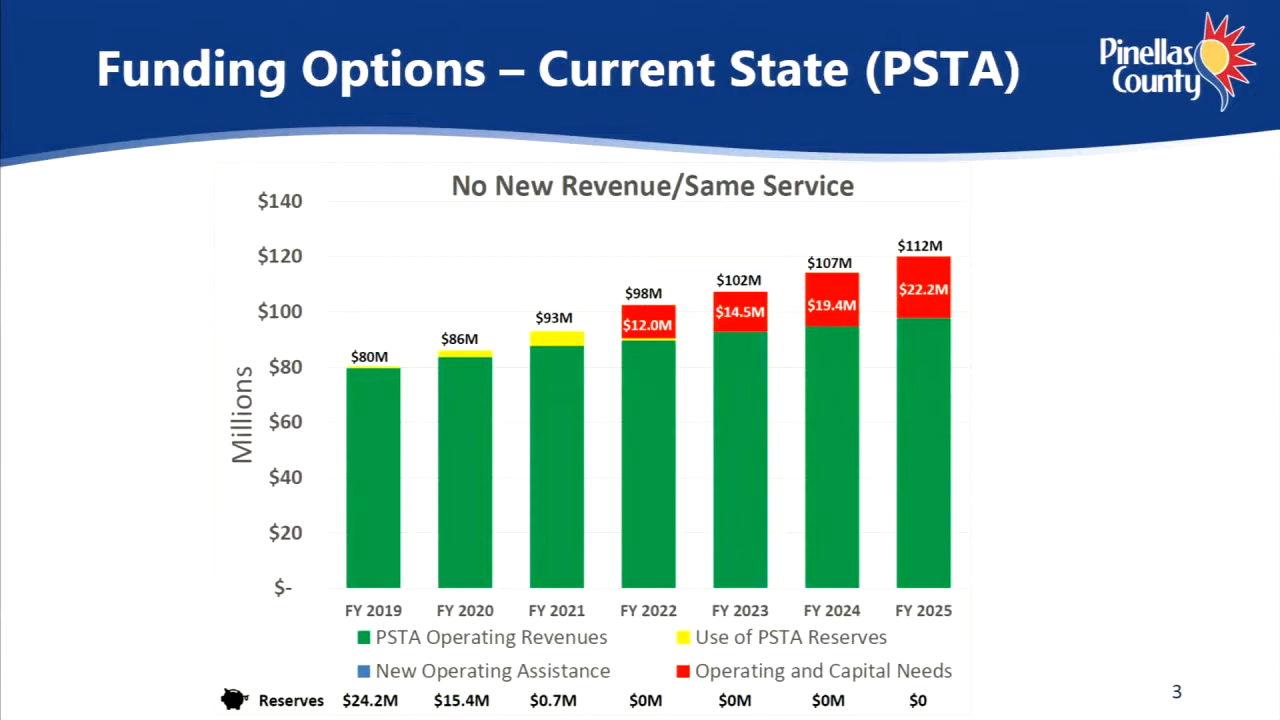 Funding Options – Current State (PSTA)
Pinellas
County
No New Revenue/Same Service
$140
$120
$100
$80
$60
$40
$20
$-
Millions
$80M
$86M
$93M
$98M
$102M
$107M
$112M
$12.0M
$14.5M
$19.4M
$22.2M
FY 2019 FY 2020 FY 2021 FY 2022 FY 2023 FY 2024 FY 2025
PSTA Operating Revenues Use of PSTA Reserves
New Operating Assistance Operating and Capital Needs
Reserves $24.2M $15.4M $0.7M $0M $0M $0M $0
3